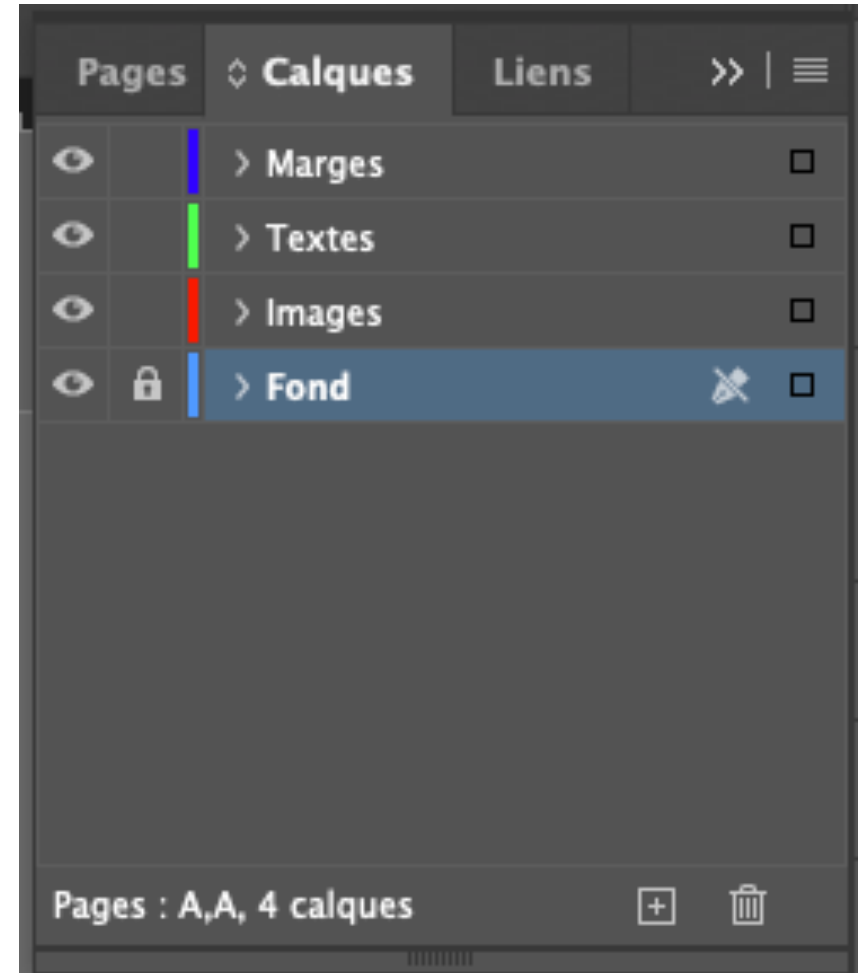 Pages Calques Liens
Marges
Textes
Images
Fond
Pages : A,A, 4 calques